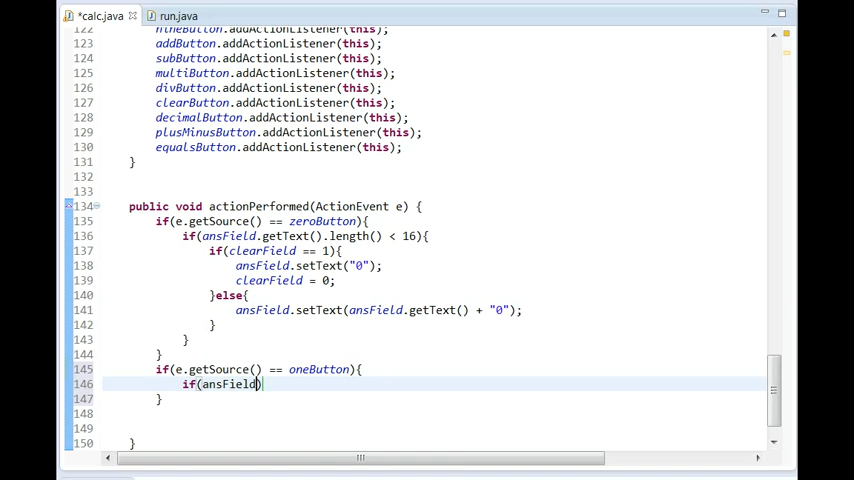 *calc.java run.java
122 nineButton.addActionListener(this);
123 addButton.addActionListener(this);
124 subButton.addActionListener(this);
125 multiButton.addActionListener(this);
126 divButton.addActionListener(this);
127 clearButton.addActionListener(this);
128 decimalButton.addActionListener(this);
129 plusMinusButton.addActionListener(this);
130 equalsButton.addActionListener(this);
131 }
132
133
134 public void actionPerformed(ActionEvent e) {
135 if(e.getSource() == zeroButton){
136 if(ansField.getText().length() < 16){
137 if(clearField == 1){
138 ansField.setText("0");
139 clearField = 0;
140 }else{
141 ansField.setText(ansField.getText() + "0");
142 }
143 }
144 }
145 if(e.getSource() == oneButton){
146 if(ansField)
147 }
148
149
150 }